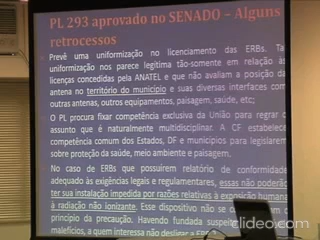 PL 293 aprovado no SENADO – Alguns
retrocessos
Prevê uma uniformização no licenciamento das ERBs. Tal
uniformização nos parece legítima tão-somente em relação às
licenças concedidas pela ANATEL e que não avaliam a posição da
antena no território do município e suas diversas interfaces com
outras antenas, outros equipamentos, paisagem, saúde, etc;
O PL procura fixar competência exclusiva da União para regrar o
assunto que é naturalmente multidisciplinar. A CF estabelece
competência comum dos Estados, DF e municípios para legislarem
sobre proteção da saúde, meio ambiente e paisagem.
No caso de ERBs que possuírem relatório de conformidade
adequado às exigências legais e regulamentares, essas não poderão
ter sua instalação impedida por razões relativas à exposição humana
à radiação não ionizante. Esse dispositivo não se
princípio da precaução. Havendo fundada
malefícios, a quem interessa não
clideo.com